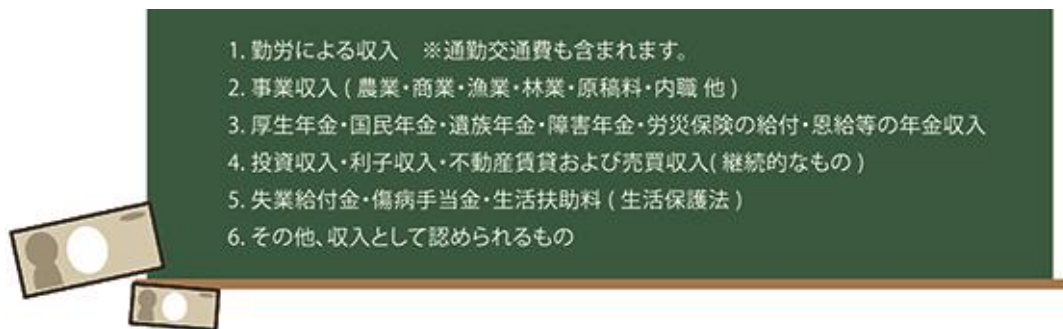 1. 勤労による収入　※通勤交通費も含まれます。
2. 事業収入 ( 農業・商業・漁業・林業・原稿料・内職 他 )
3. 厚生年金・国民年金・遺族年金・障害年金・労災保険の給付・恩給等の年金収入
4. 投資収入・利子収入・不動産賃貸および売買収入( 継続的なもの )
5. 失業給付金・傷病手当金・生活扶助料 ( 生活保護法 )
6. その他、収入として認められるもの